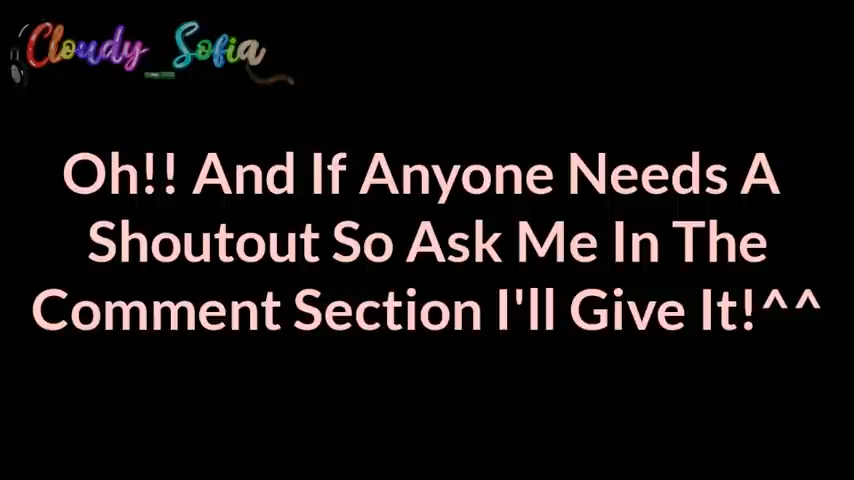 Cloudy_Sofia
Oh!! And If Anyone Needs A
Shoutout So Ask Me In The
Comment Section I'll Give It!^^